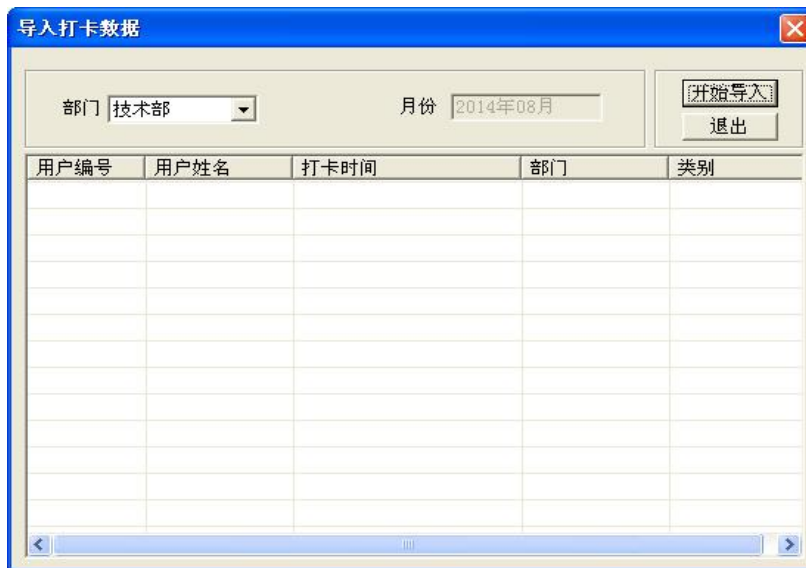 导入打卡数据
部门 技术部 月份 2014年08月 开始导入
退出
用户编号 用户姓名 打卡时间 部门 类别